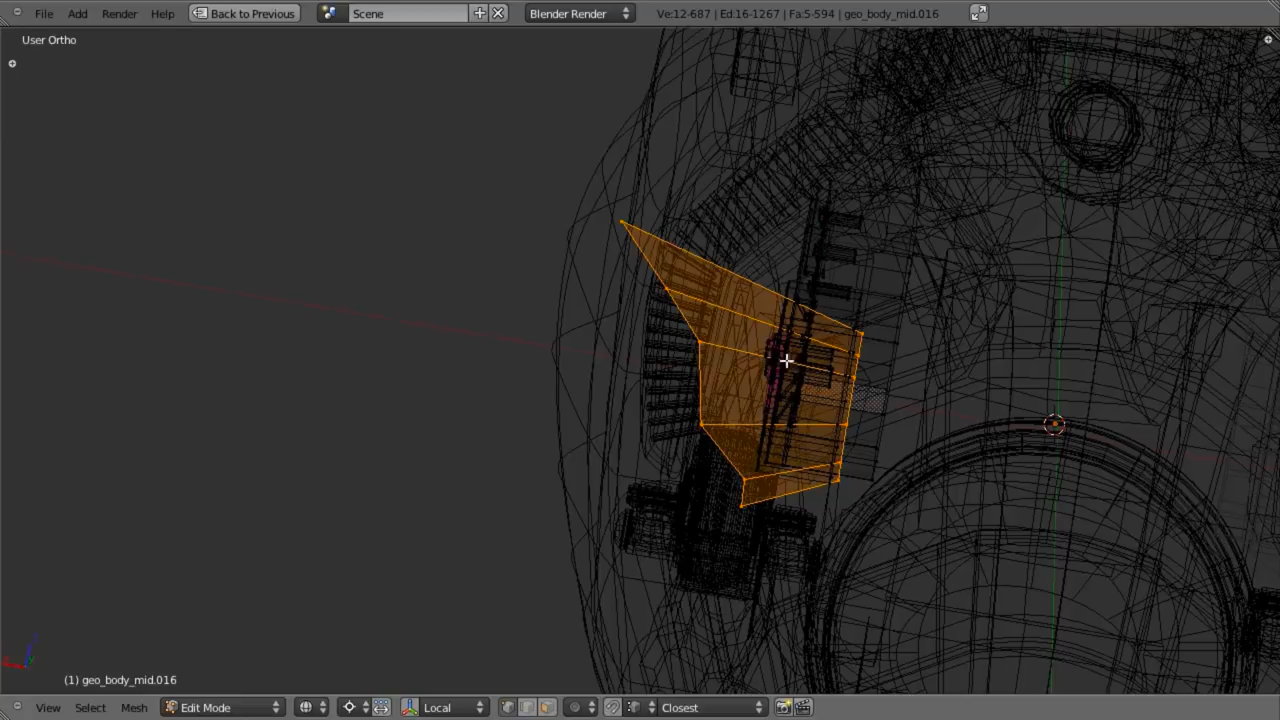 File Add Render Help Back to Previous Scene Blender Render Ve:12-687 | Ed:16-1267 | Fa:5-594 | geo_body_mid.016
User Ortho
(1) geo_body_mid.016
View Select Mesh Edit Mode Local Closest